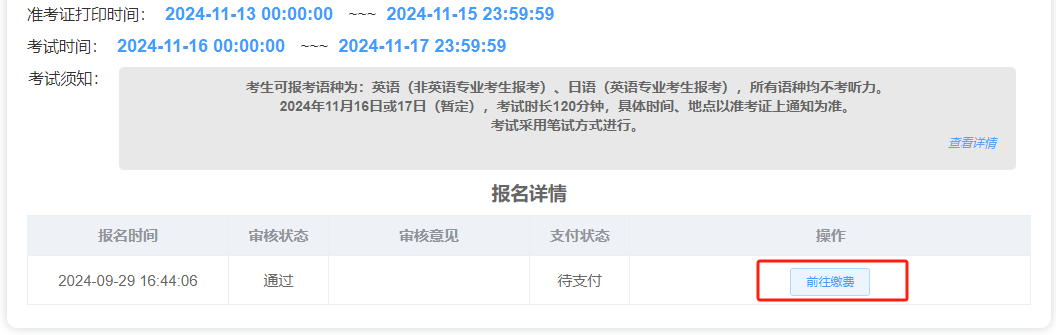 准考证打印时间： 2024-11-13 00:00:00 ~~~ 2024-11-15 23:59:59
考试时间： 2024-11-16 00:00:00 ~~~ 2024-11-17 23:59:59
考试须知：
考生可报考语种为：英语（非英语专业考生报考）、日语（英语专业考生报考），所有语种均不考听力。
2024年11月16日或17日（暂定），考试时长120分钟，具体时间、地点以准考证上通知为准。
考试采用笔试方式进行。
查看详情
报名详情
报名时间 审核状态 审核意见 支付状态 操作
2024-09-29 16:44:06 通过 待支付 前往缴费